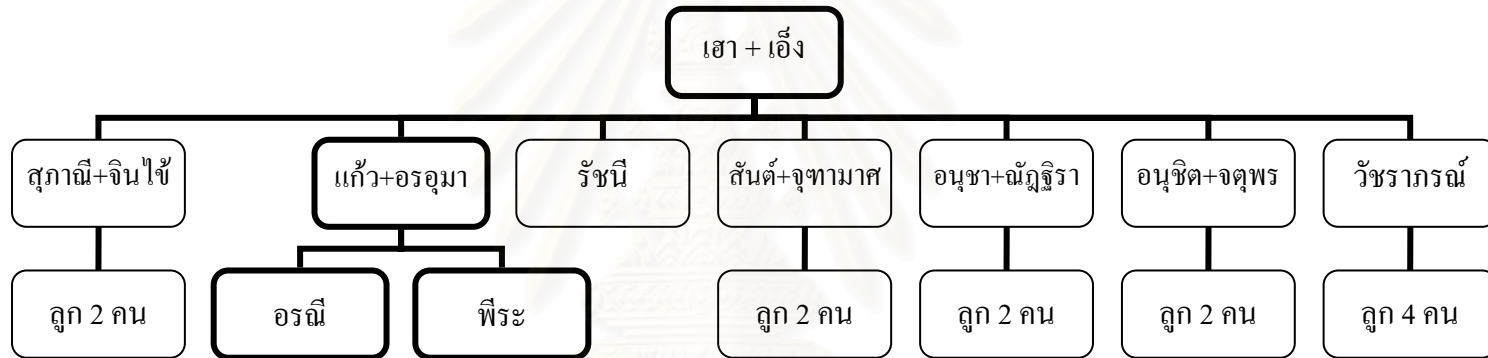 เฮา + เอ็ง
สุภาณี+จินไข้
แก้ว+อรอุมา
รัชนี
สันต์+จุฑามาศ
อนุชา+ณัฎฐิรา
อนุชิต+จตุพร
วัชราภรณ์
ลูก 2 คน
อรณี
พีระ
ลูก 2 คน
ลูก 2 คน
ลูก 2 คน
ลูก 4 คน